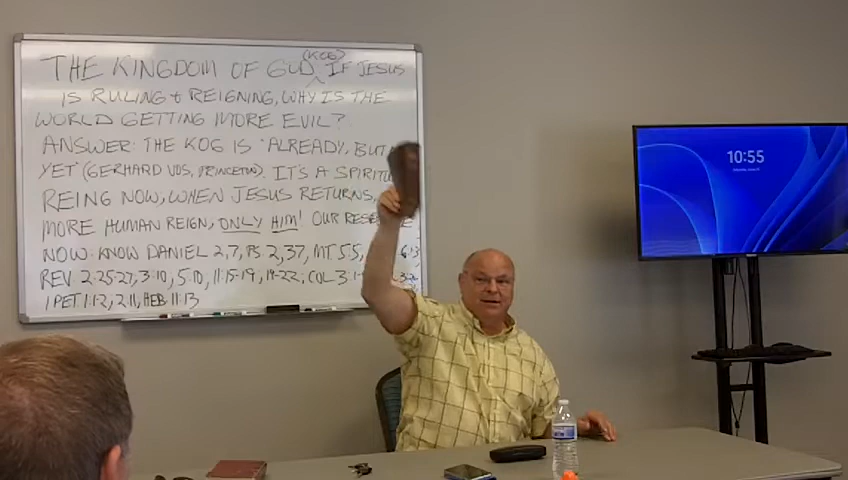 THE KINGDOM OF GOD (KOG) IF JESUS
IS RULING + REIGNING, WHY IS THE
WORLD GETTING MORE EVIL?
ANSWER: THE KOG IS "ALREADY, BUT
YET (GERHARD VOS, PRINCETON). IT'S A
REING NOW, WHEN JESUS RETURNS,
MORE HUMAN REIGN, ONLY HIM! OUR
NOW: KNOW DANIEL 2,7, PS. 2,37, MT. 5:5,
REV 2:25-27, 3:10, 5:10, 11:15-19, 19-22, COL 3:1
1 PET 1:12, 2:11, HEB 11:13
10:55